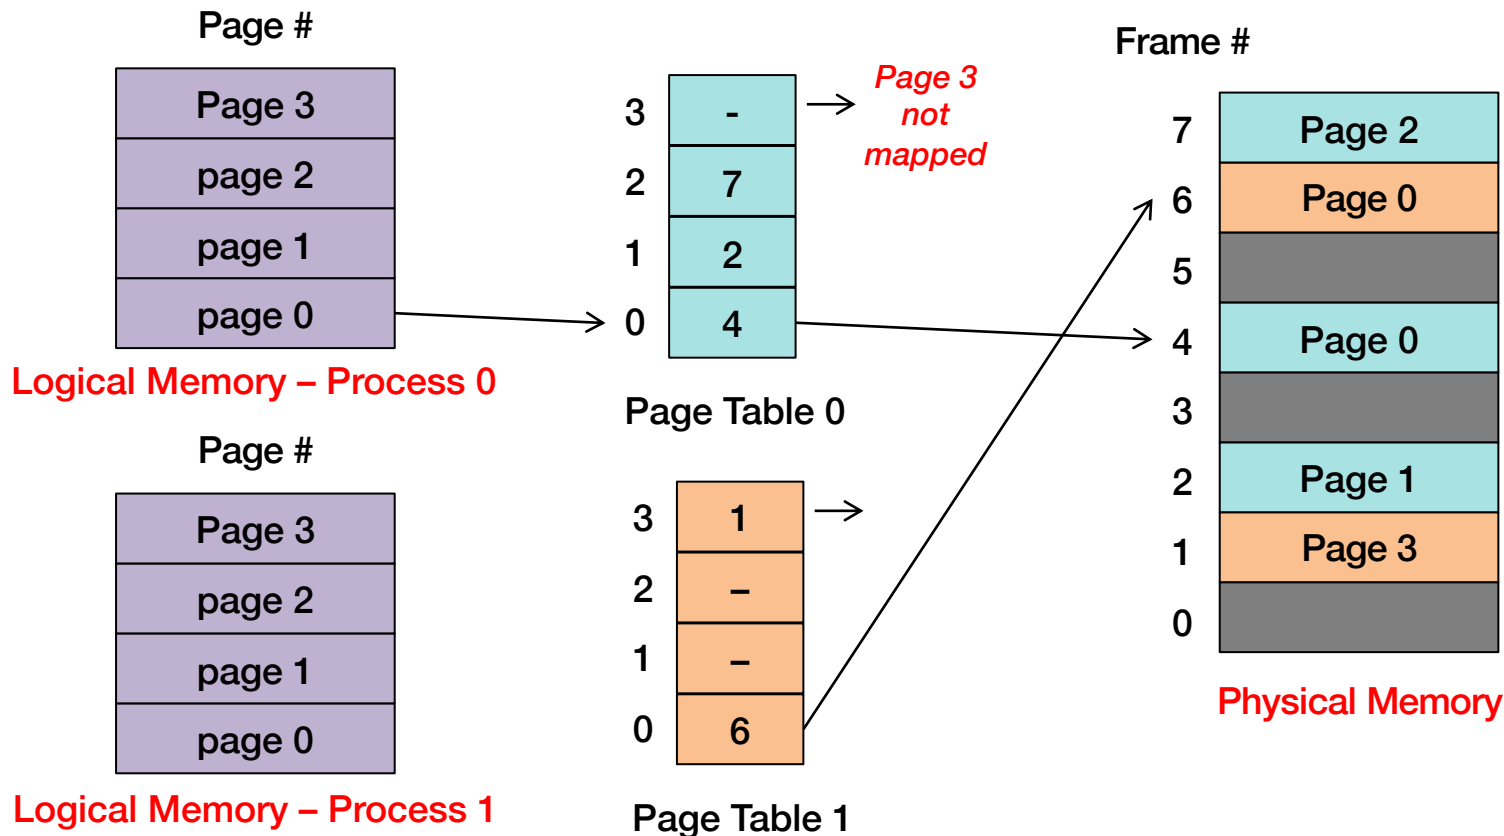 Page #
Page 3
page 2
page 1
page 0
Logical Memory – Process 0
3 -
2 7
1 2
0 4
Page 3
not
mapped
Page Table 0
Page #
Page 3
page 2
page 1
page 0
Logical Memory – Process 1
3 1
2 –
1 –
0 6
Page Table 1
Frame #
7 Page 2
6 Page 0
5
4 Page 0
3
2 Page 1
1 Page 3
0
Physical Memory